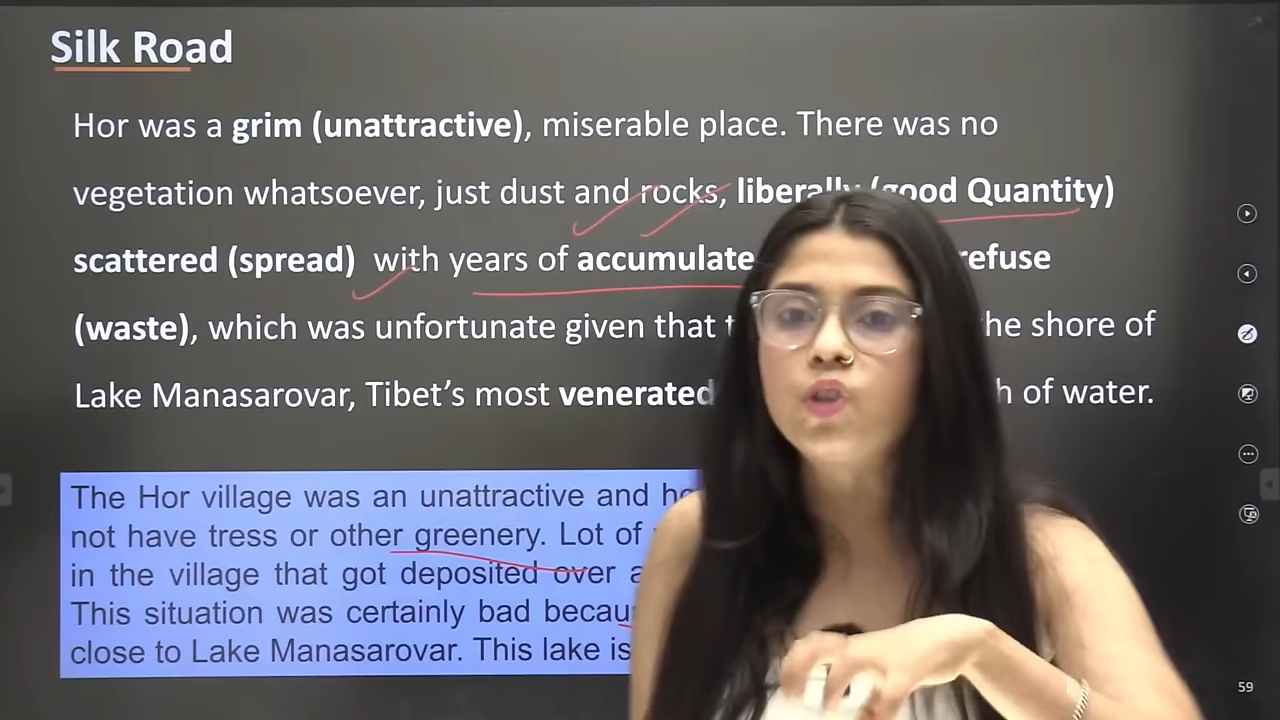 Silk Road
Hor was a grim (unattractive), miserable place. There was no
vegetation whatsoever, just dust and rocks, liberally (good Quantity)
scattered (spread) with years of accumulate refuse
(waste), which was unfortunate given that he shore of
Lake Manasarovar, Tibet’s most venerated of water.
The Hor village was an unattractive and
not have tress or other greenery. Lot of
in the village that got deposited over
This situation was certainly bad
close to Lake Manasarovar. This lake is
59